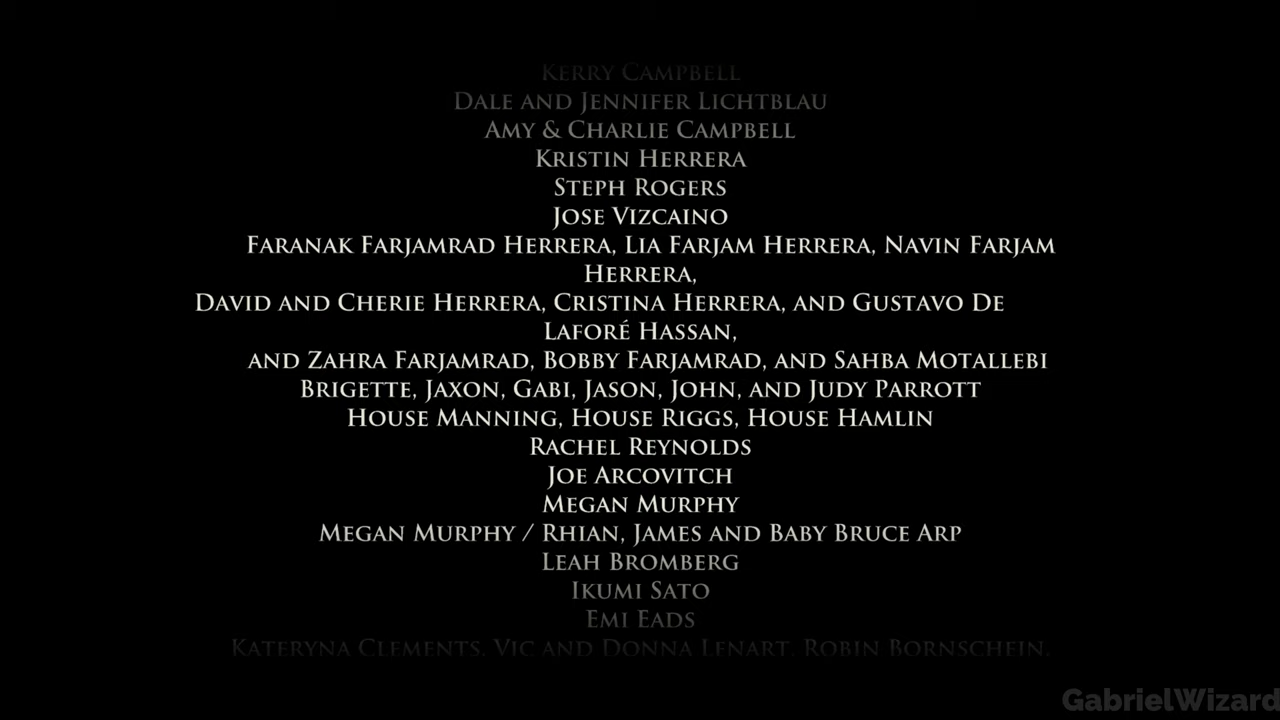 Kerry Campbell
Dale and Jennifer Lichtblau
Amy & Charlie Campbell
Kristin Herrera
Steph Rogers
Jose Vizcaino
Faranak Farjamrad Herrera, Lia Farjam Herrera, Navin Farjam
Herrera,
David and Cherie Herrera, Cristina Herrera, and Gustavo De
Laforé Hassan,
and Zahra Farjamrad, Bobby Farjamrad, and Sahba Motallebi
Brigette, Jaxon, Gabi, Jason, John, and Judy Parrott
House Manning, House Riggs, House Hamlin
Rachel Reynolds
Joe Arcovitch
Megan Murphy
Megan Murphy / Rhian, James and Baby Bruce Arp
Leah Bromberg
Ikumi Sato
Emi Eads
Kateryna Clements, Vic and Donna Lenart, Robin Bornschein,
GabrielWizard